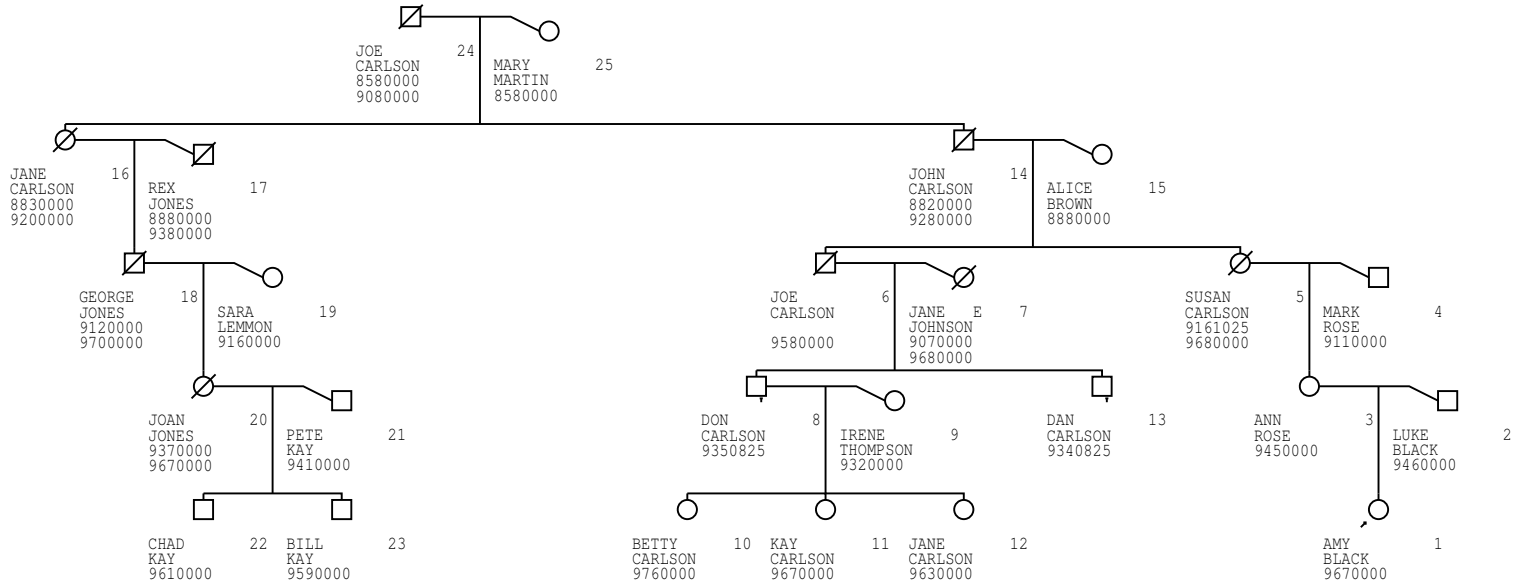 JOE 24
CARLSON
8580000
9080000
MARY 25
MARTIN
8580000
JANE 16
CARLSON
8830000
9200000
REX 17
JONES
8880000
9380000
JOHN 14
CARLSON
8820000
9280000
ALICE 15
BROWN
8880000
GEORGE 18
JONES
9120000
9700000
SARA 19
LEMMON
9160000
JOE 6
CARLSON
9580000
JANE E 7
JOHNSON
9070000
9680000
SUSAN 5
CARLSON
9161025
9680000
MARK 4
ROSE
9110000
JOAN 20
JONES
9370000
9670000
PETE 21
KAY
9410000
DON 8
CARLSON
9350825
IRENE 9
THOMPSON
9320000
DAN 13
CARLSON
9340825
ANN 3
ROSE
9450000
LUKE 2
BLACK
9460000
CHAD 22
KAY
9610000
BILL 23
KAY
9590000
BETTY 10
CARLSON
9760000
KAY 11
CARLSON
9670000
JANE 12
CARLSON
9630000
AMY 1
BLACK
9670000